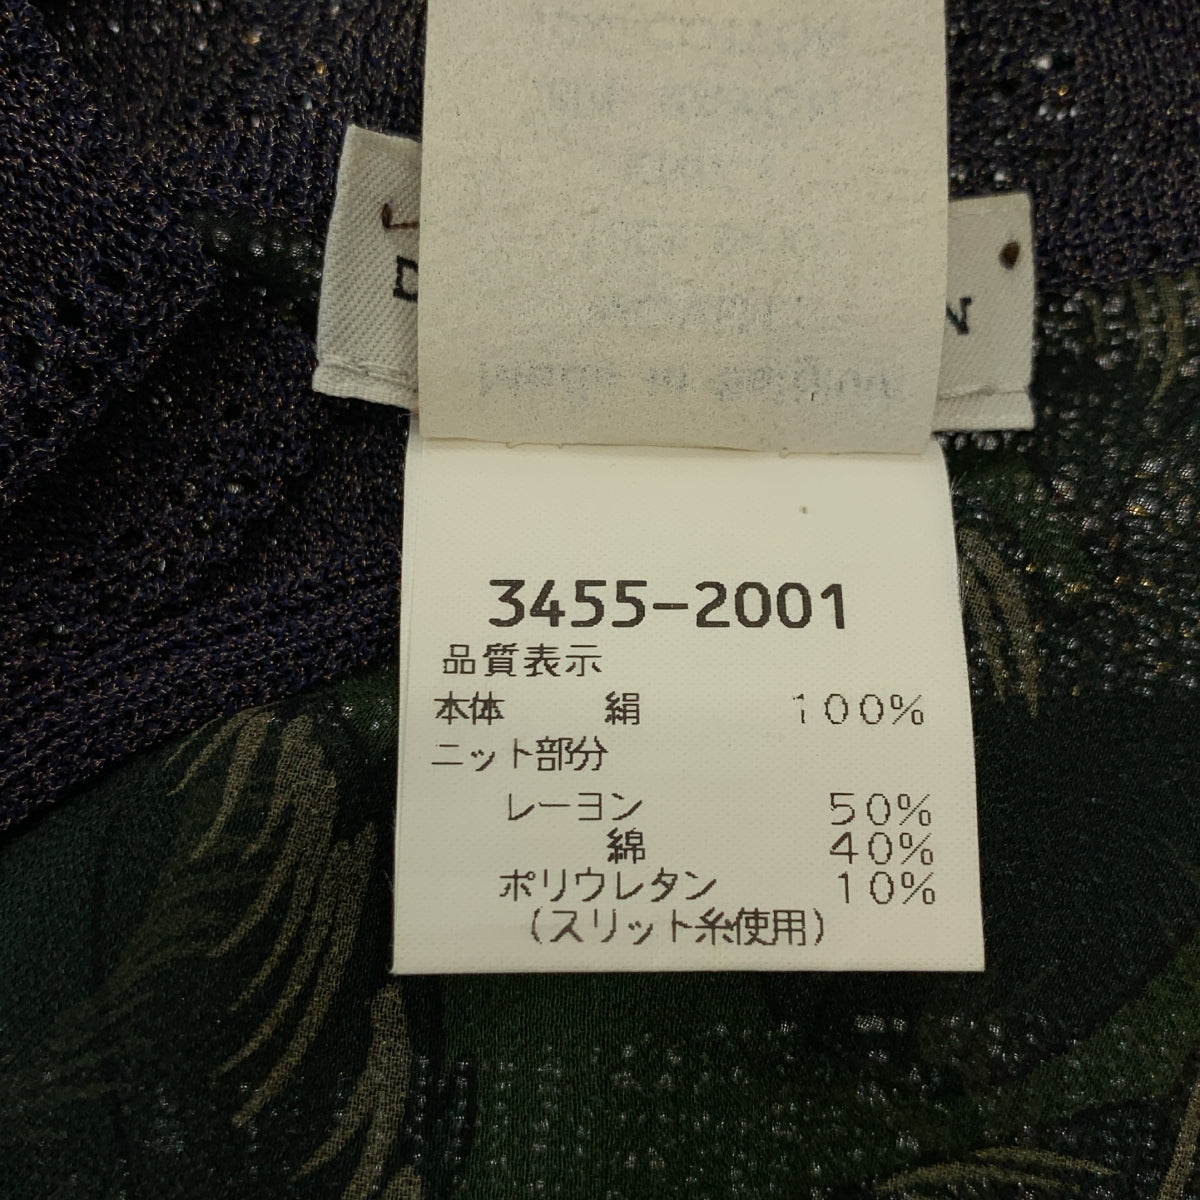 3455-2001
品質表示
本体 絹 100%
ニット部分
レーヨン 50%
綿 40%
ポリウレタン 10%
(スリット糸使用)